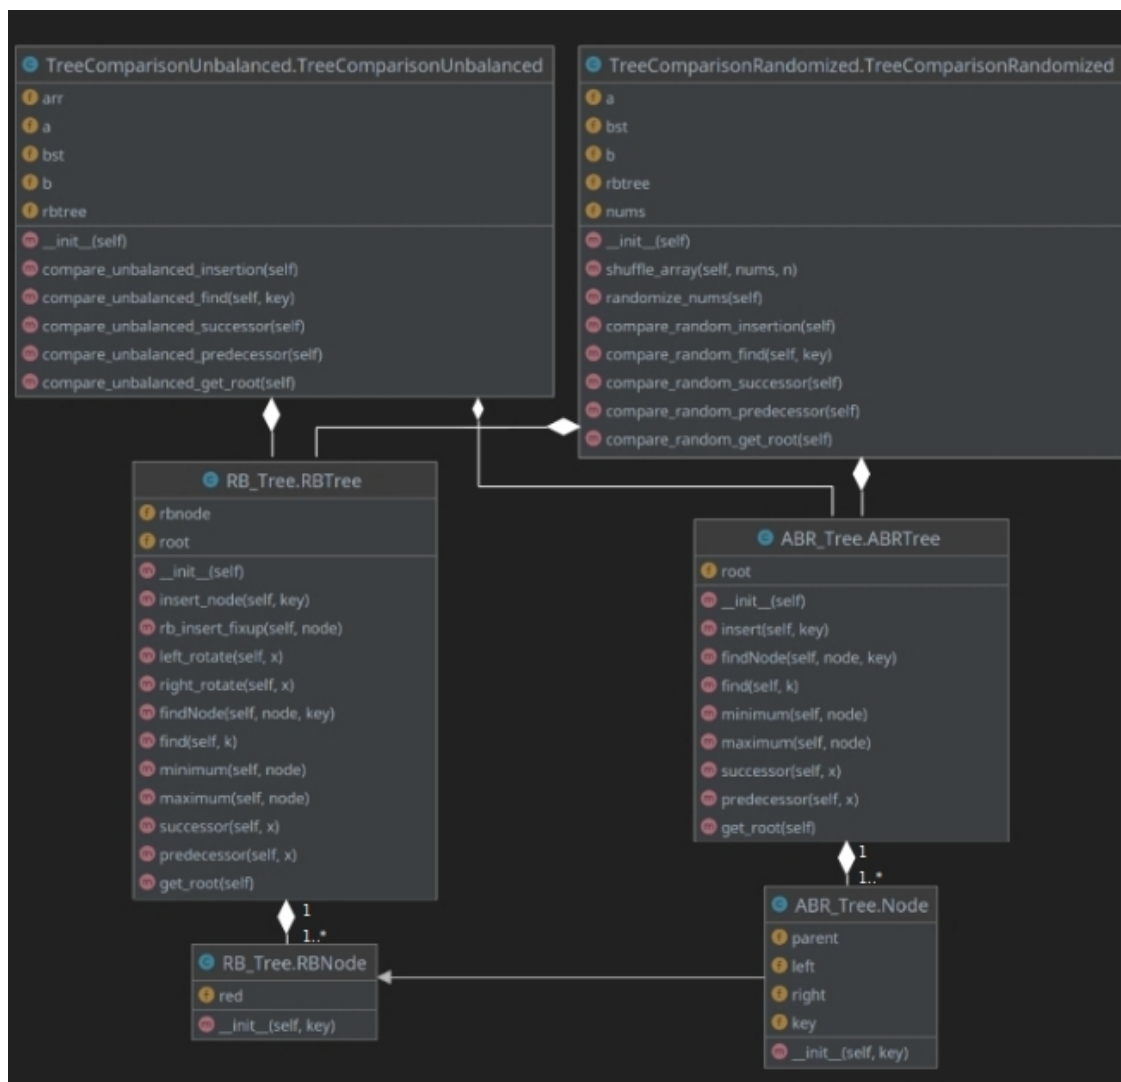 TreeComparisonUnbalanced.TreeComparisonUnbalanced
arr
a
bst
b
rbtree
__init__(self)
compare_unbalanced_insertion(self)
compare_unbalanced_find(self, key)
compare_unbalanced_successor(self)
compare_unbalanced_predecessor(self)
compare_unbalanced_get_root(self)
TreeComparisonRandomized.TreeComparisonRandomized
a
bst
b
rbtree
nums
__init__(self)
shuffle_array(self, nums, n)
randomize_nums(self)
compare_random_insertion(self)
compare_random_find(self, key)
compare_random_successor(self)
compare_random_predecessor(self)
compare_random_get_root(self)
RB_Tree.RBTree
rbnode
root
__init__(self)
insert_node(self, key)
rb_insert_fixup(self, node)
left_rotate(self, x)
right_rotate(self, x)
findNode(self, node, key)
find(self, k)
minimum(self, node)
maximum(self, node)
successor(self, x)
predecessor(self, x)
get_root(self)
1
1..*
RB_Tree.RBNode
red
__init__(self, key)
ABR_Tree.ABRTree
root
__init__(self)
insert(self, key)
findNode(self, node, key)
find(self, k)
minimum(self, node)
maximum(self, node)
successor(self, x)
predecessor(self, x)
get_root(self)
1
1..*
ABR_Tree.Node
parent
left
right
key
__init__(self, key)